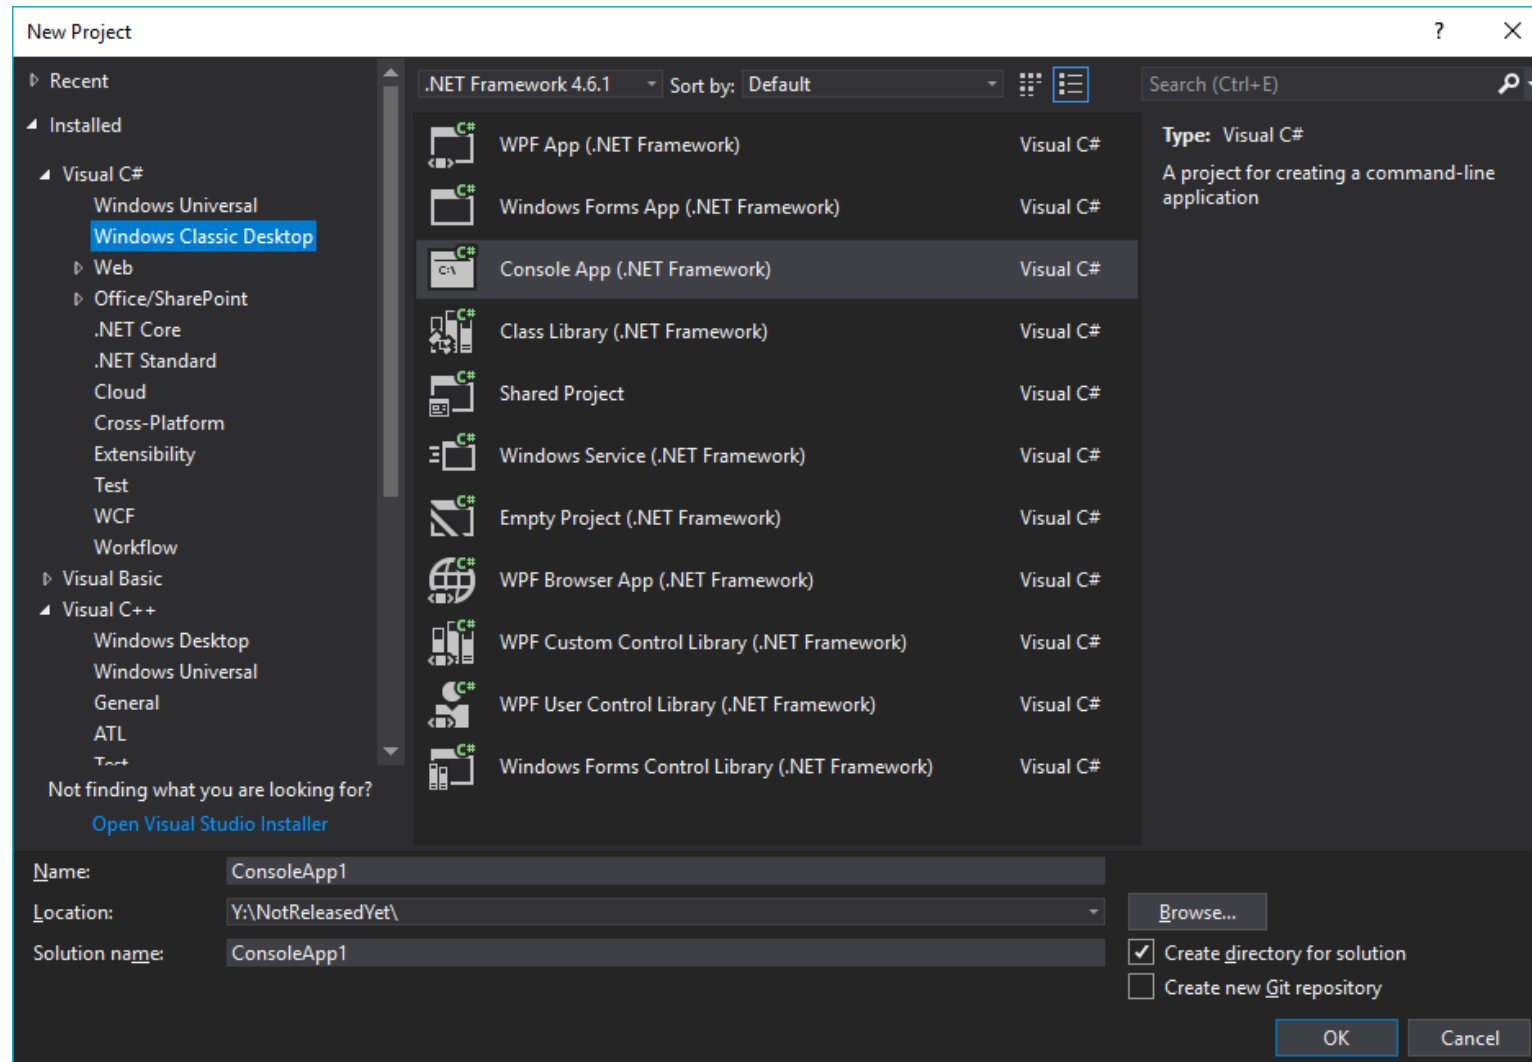 New Project
?
Recent
Installed
Visual C#
Windows Universal
Windows Classic Desktop
Web
Office/SharePoint
.NET Core
.NET Standard
Cloud
Cross-Platform
Extensibility
Test
WCF
Workflow
Visual Basic
Visual C++
Windows Desktop
Windows Universal
General
ATL
Test
Not finding what you are looking for?
Open Visual Studio Installer
.NET Framework 4.6.1 Sort by: Default
C# WPF App (.NET Framework) Visual C#
C# Windows Forms App (.NET Framework) Visual C#
C# C:\ Console App (.NET Framework) Visual C#
C# Class Library (.NET Framework) Visual C#
C# Shared Project Visual C#
C# Windows Service (.NET Framework) Visual C#
C# Empty Project (.NET Framework) Visual C#
C# WPF Browser App (.NET Framework) Visual C#
C# WPF Custom Control Library (.NET Framework) Visual C#
C# WPF User Control Library (.NET Framework) Visual C#
C# Windows Forms Control Library (.NET Framework) Visual C#
Search (Ctrl+E)
Type: Visual C#
A project for creating a command-line
application
Name: ConsoleApp1
Location: Y:\NotReleasedYet\
Browse...
Solution name: ConsoleApp1
Create directory for solution
Create new Git repository
OK Cancel